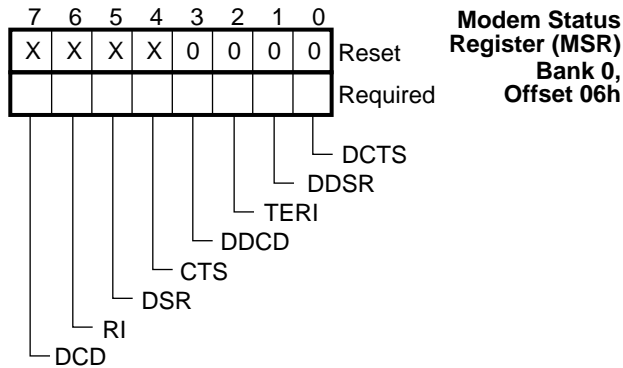 7 6 5 4 3 2 1 0
X X X X 0 0 0 0 Reset
Required
Modem Status
Register (MSR)
Bank 0,
Offset 06h
DCTS
DDSR
TERI
DDCD
CTS
DSR
RI
DCD